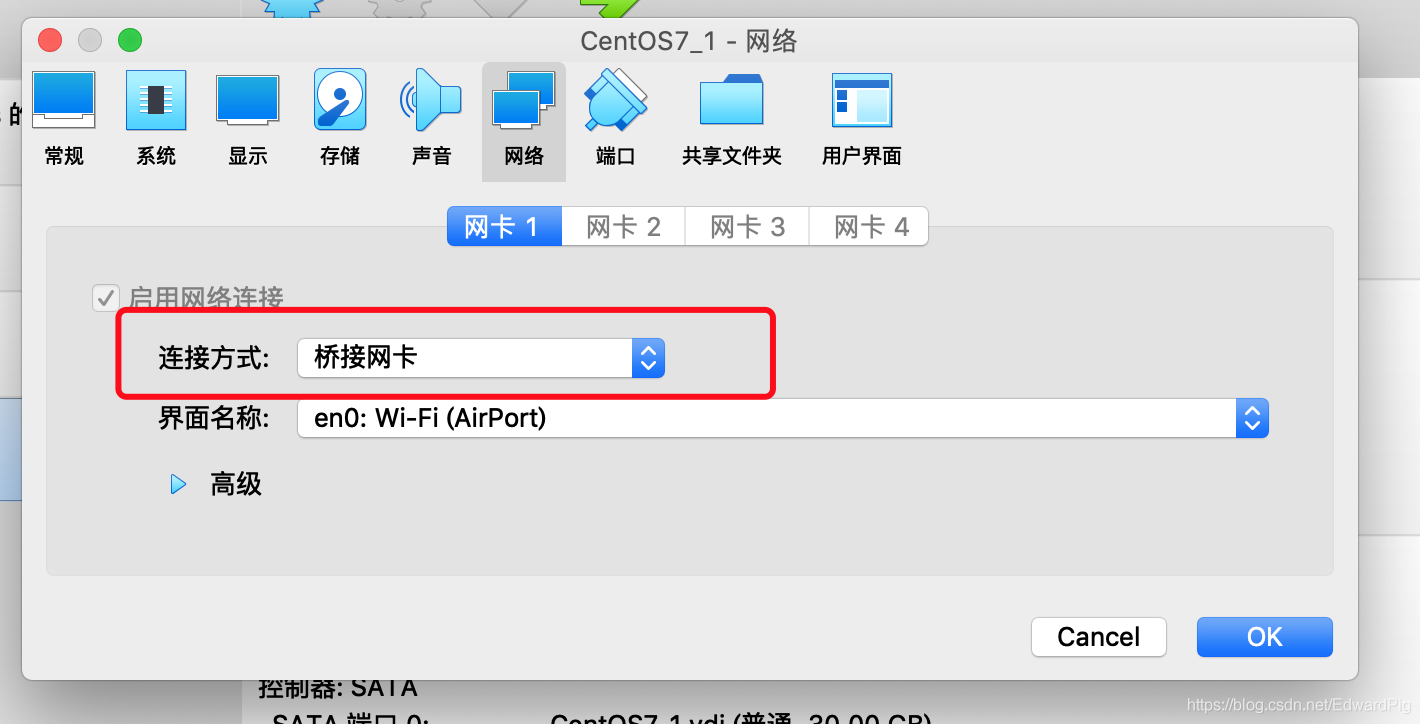 CentOS7_1 - 网络
的
常规 系统 显示 存储 声音 网络 端口 共享文件夹 用户界面
网卡 1 网卡 2 网卡 3 网卡 4
启用网络连接
连接方式: 桥接网卡
界面名称: en0: Wi-Fi (AirPort)
高级
Cancel OK
控制器: SATA
SATA 端口 0: CentOS7_1.vdi (普通, 30.00 GB)
https://blog.csdn.net/EdwardPig